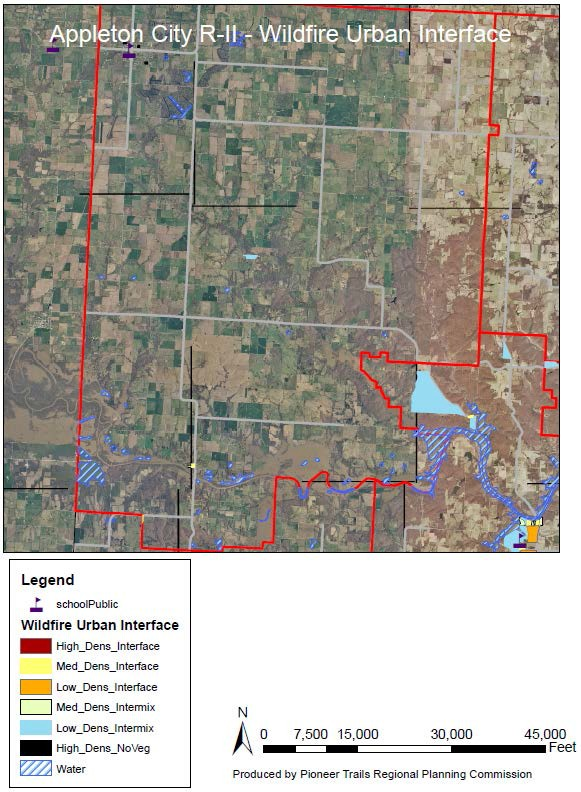 Appleton City R-II - Wildfire Urban Interface
Legend
schoolPublic
Wildfire Urban Interface
High_Dens_Interface
Med_Dens_Interface
Low_Dens_Interface
Med_Dens_Intermix
Low_Dens_Intermix
High_Dens_NoVeg
Water
N
0 7,500 15,000 30,000 45,000
Feet
Produced by Pioneer Trails Regional Planning Commission